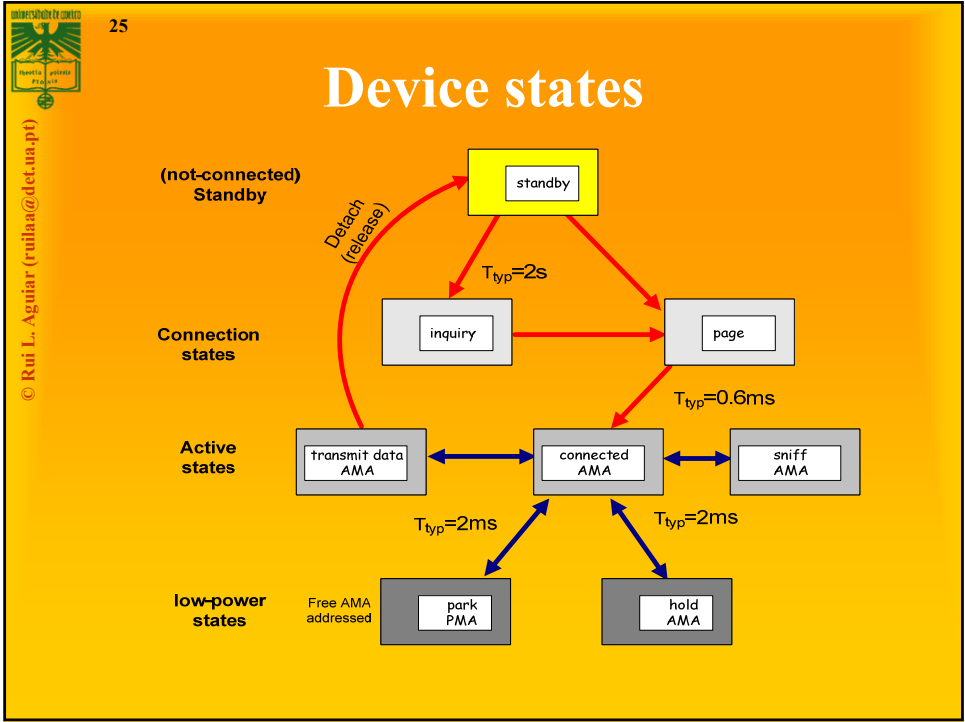 25
Device states
© Rui L. Aguiar (ruilaa@det.ua.pt)
(not-connected)
Standby
standby
Detach
(release)
Ttyp=2s
Connection
states
inquiry
page
Ttyp=0.6ms
Active
states
transmit data
AMA
connected
AMA
sniff
AMA
Ttyp=2ms
Ttyp=2ms
low-power
states
Free AMA
addressed
park
PMA
hold
AMA